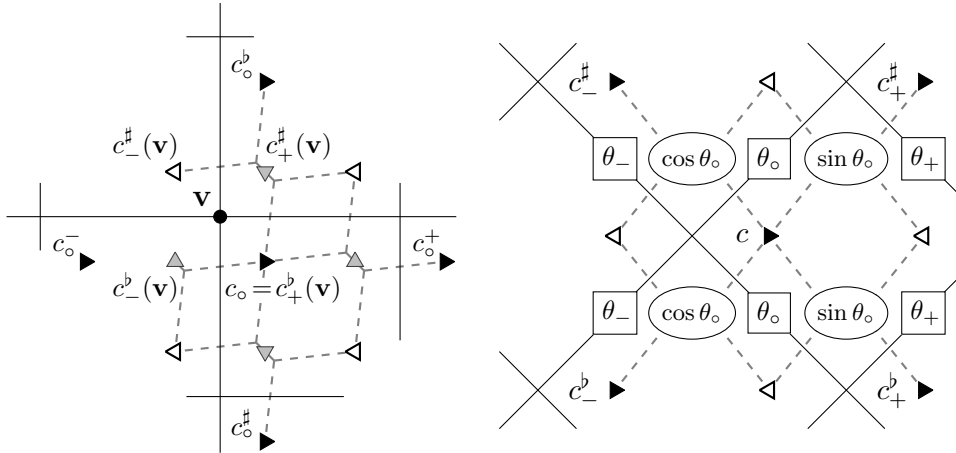 c∘♭
c−♯(v) c+♯(v)
v
c∘− c∘+
c−♭(v) c∘ = c+♭(v)
c∘♯
c−♯ c+♯
θ− cos θ∘ θ∘ sin θ∘ θ+
c
θ− cos θ∘ θ∘ sin θ∘ θ+
c−♭ c+♭